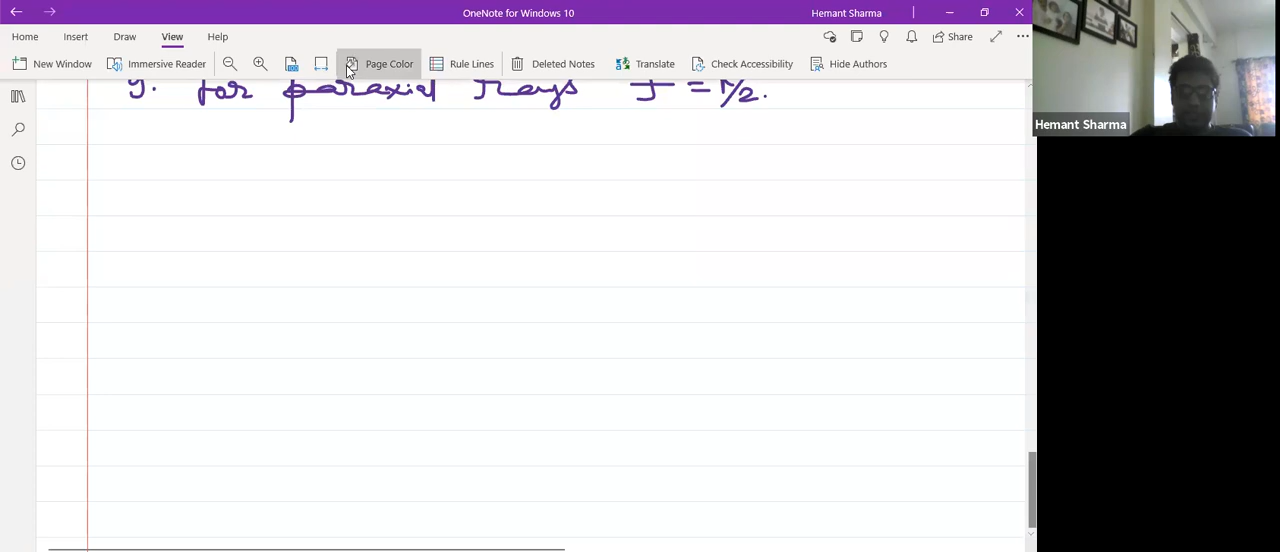 OneNote for Windows 10
Hemant Sharma
Home Insert Draw View Help
Share
New Window Immersive Reader Page Color Rule Lines Deleted Notes Translate Check Accessibility Hide Authors
for paraxial rays f = r/2.
Hemant Sharma